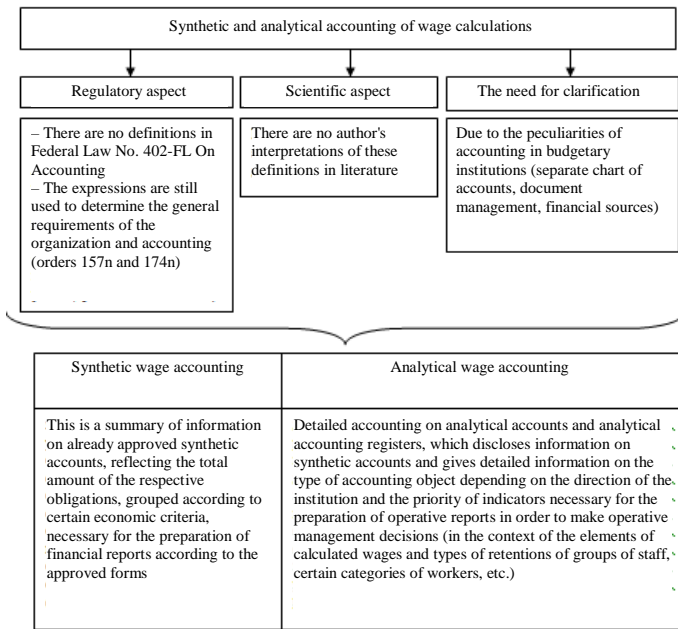 Synthetic and analytical accounting of wage calculations
Regulatory aspect
– There are no definitions in
Federal Law No. 402-FL On
Accounting
– The expressions are still
used to determine the general
requirements of the
organization and accounting
(orders 157n and 174n)
Scientific aspect
There are no author's
interpretations of these
definitions in literature
The need for clarification
Due to the peculiarities of
accounting in budgetary
institutions (separate chart of
accounts, document
management, financial sources)
Synthetic wage accounting
This is a summary of information
on already approved synthetic
accounts, reflecting the total
amount of the respective
obligations, grouped according to
certain economic criteria,
necessary for the preparation of
financial reports according to the
approved forms
Analytical wage accounting
Detailed accounting on analytical accounts and analytical
accounting registers, which discloses information on
synthetic accounts and gives detailed information on the
type of accounting object depending on the direction of the
institution and the priority of indicators necessary for the
preparation of operative reports in order to make operative
management decisions (in the context of the elements of
calculated wages and types of retentions of groups of staff,
certain categories of workers, etc.)